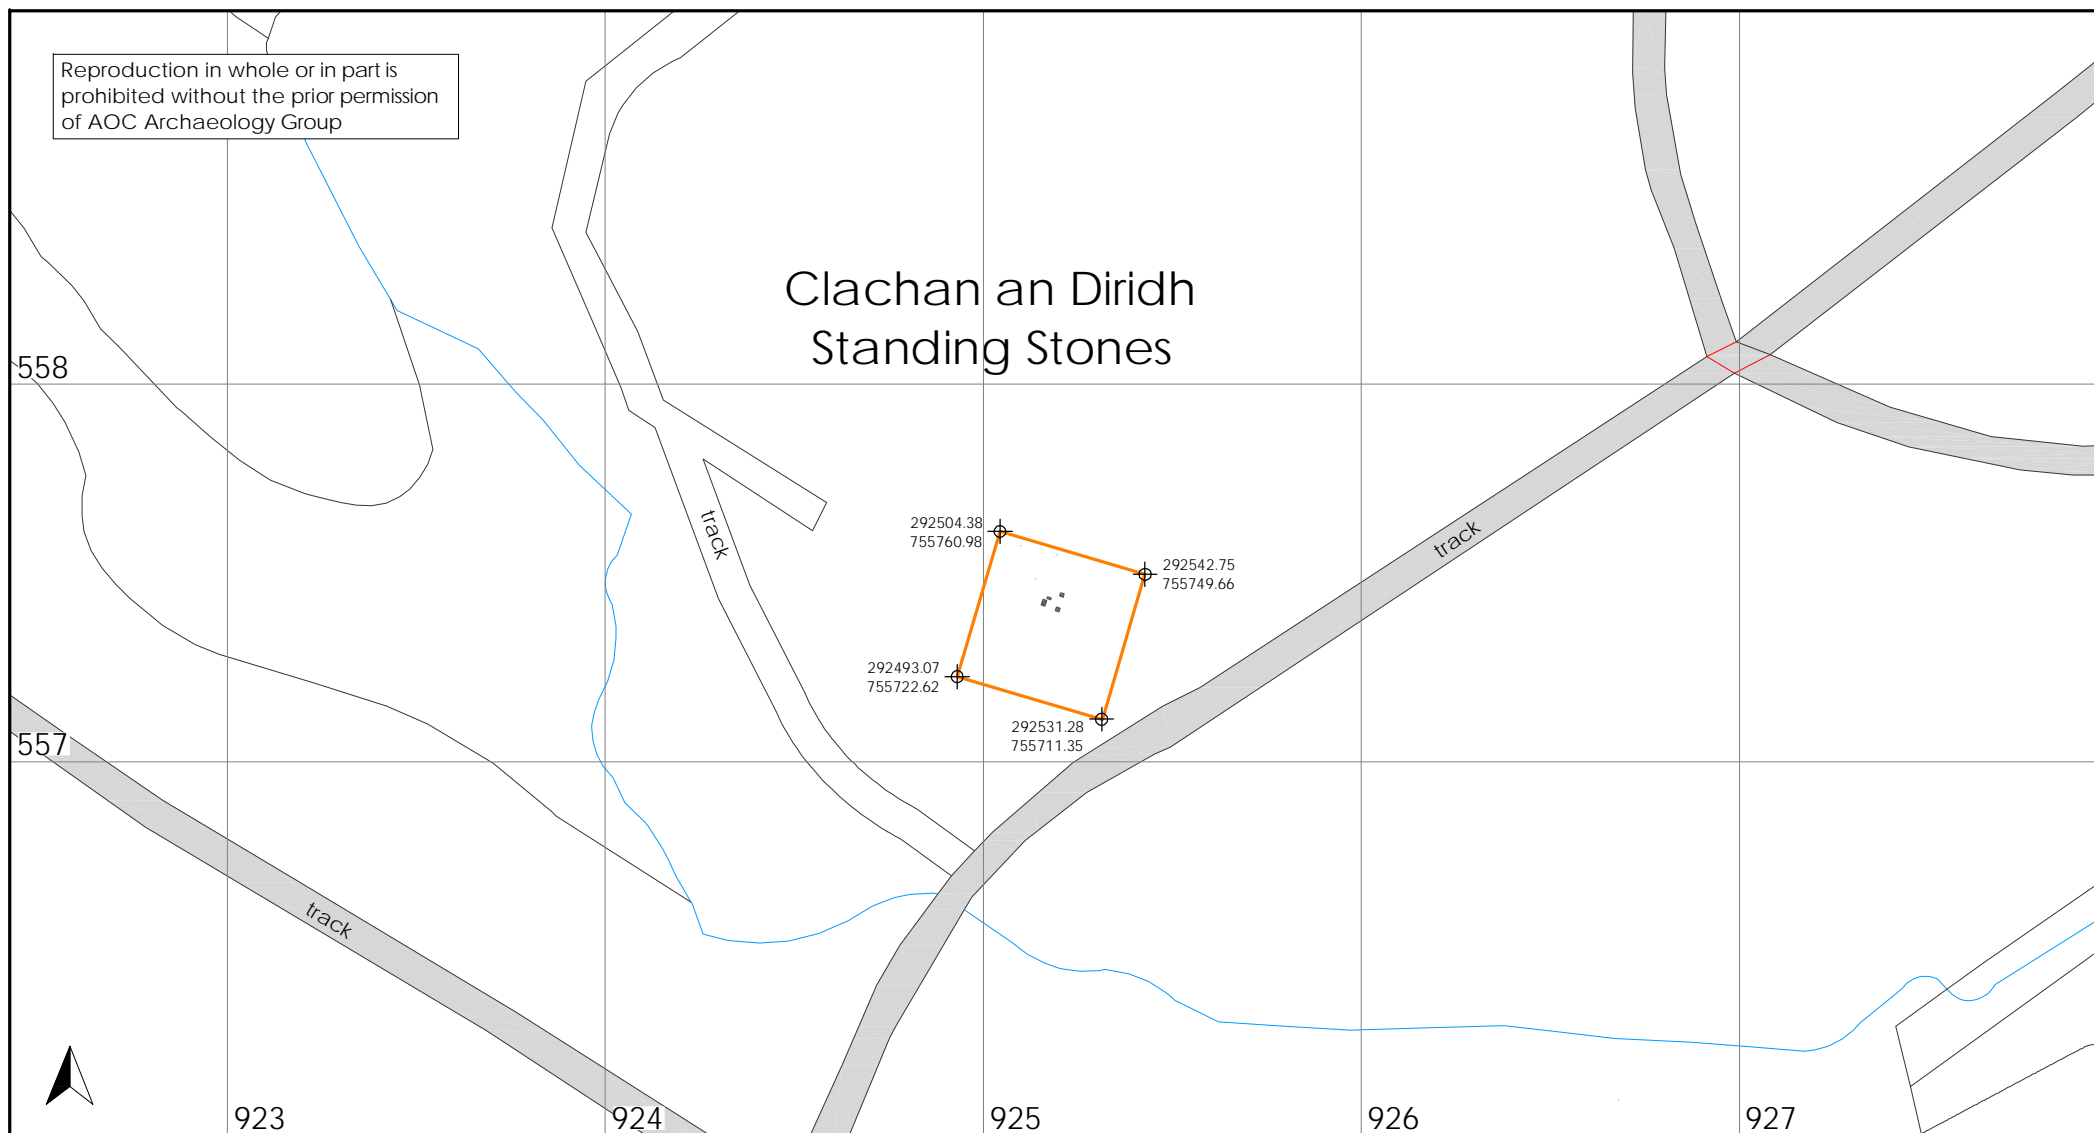 Reproduction in whole or in part is
prohibited without the prior permission
of AOC Archaeology Group
Clachan an Diridh
Standing Stones
558
292504.38
755760.98
track
track
292542.75
755749.66
292493.07
755722.62
292531.28
755711.35
557
track
923
924
925
926
927